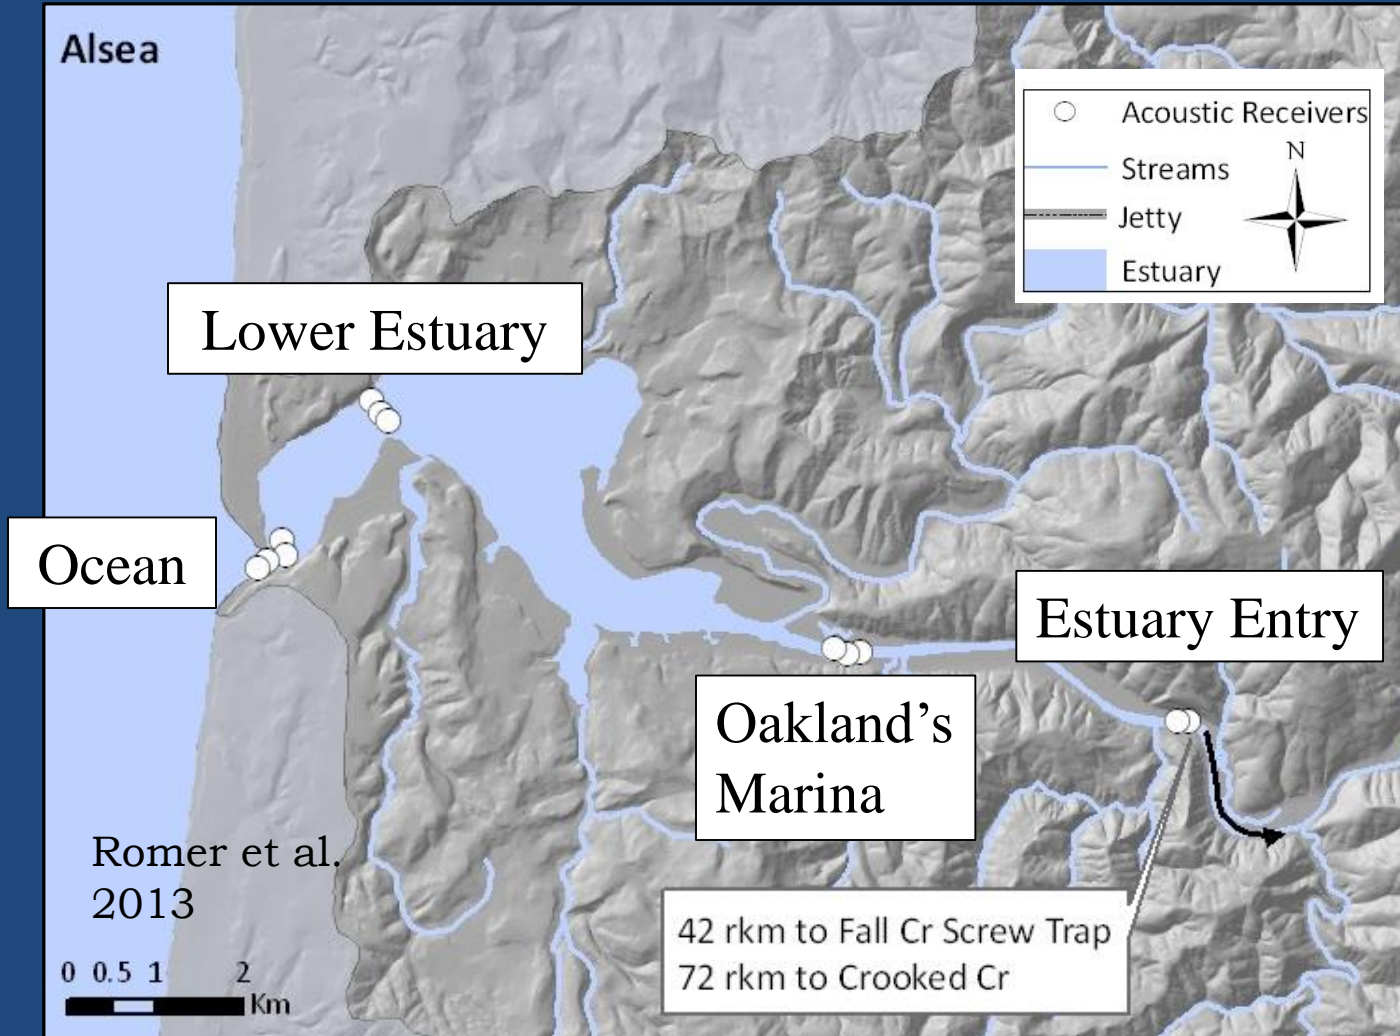 Alsea
Acoustic Receivers
N
Streams
Jetty
Estuary
Lower Estuary
Ocean
Estuary Entry
Oakland’s
Marina
Romer et al.
2013
42 rkm to Fall Cr Screw Trap
72 rkm to Crooked Cr
0 0.5 1 2
Km